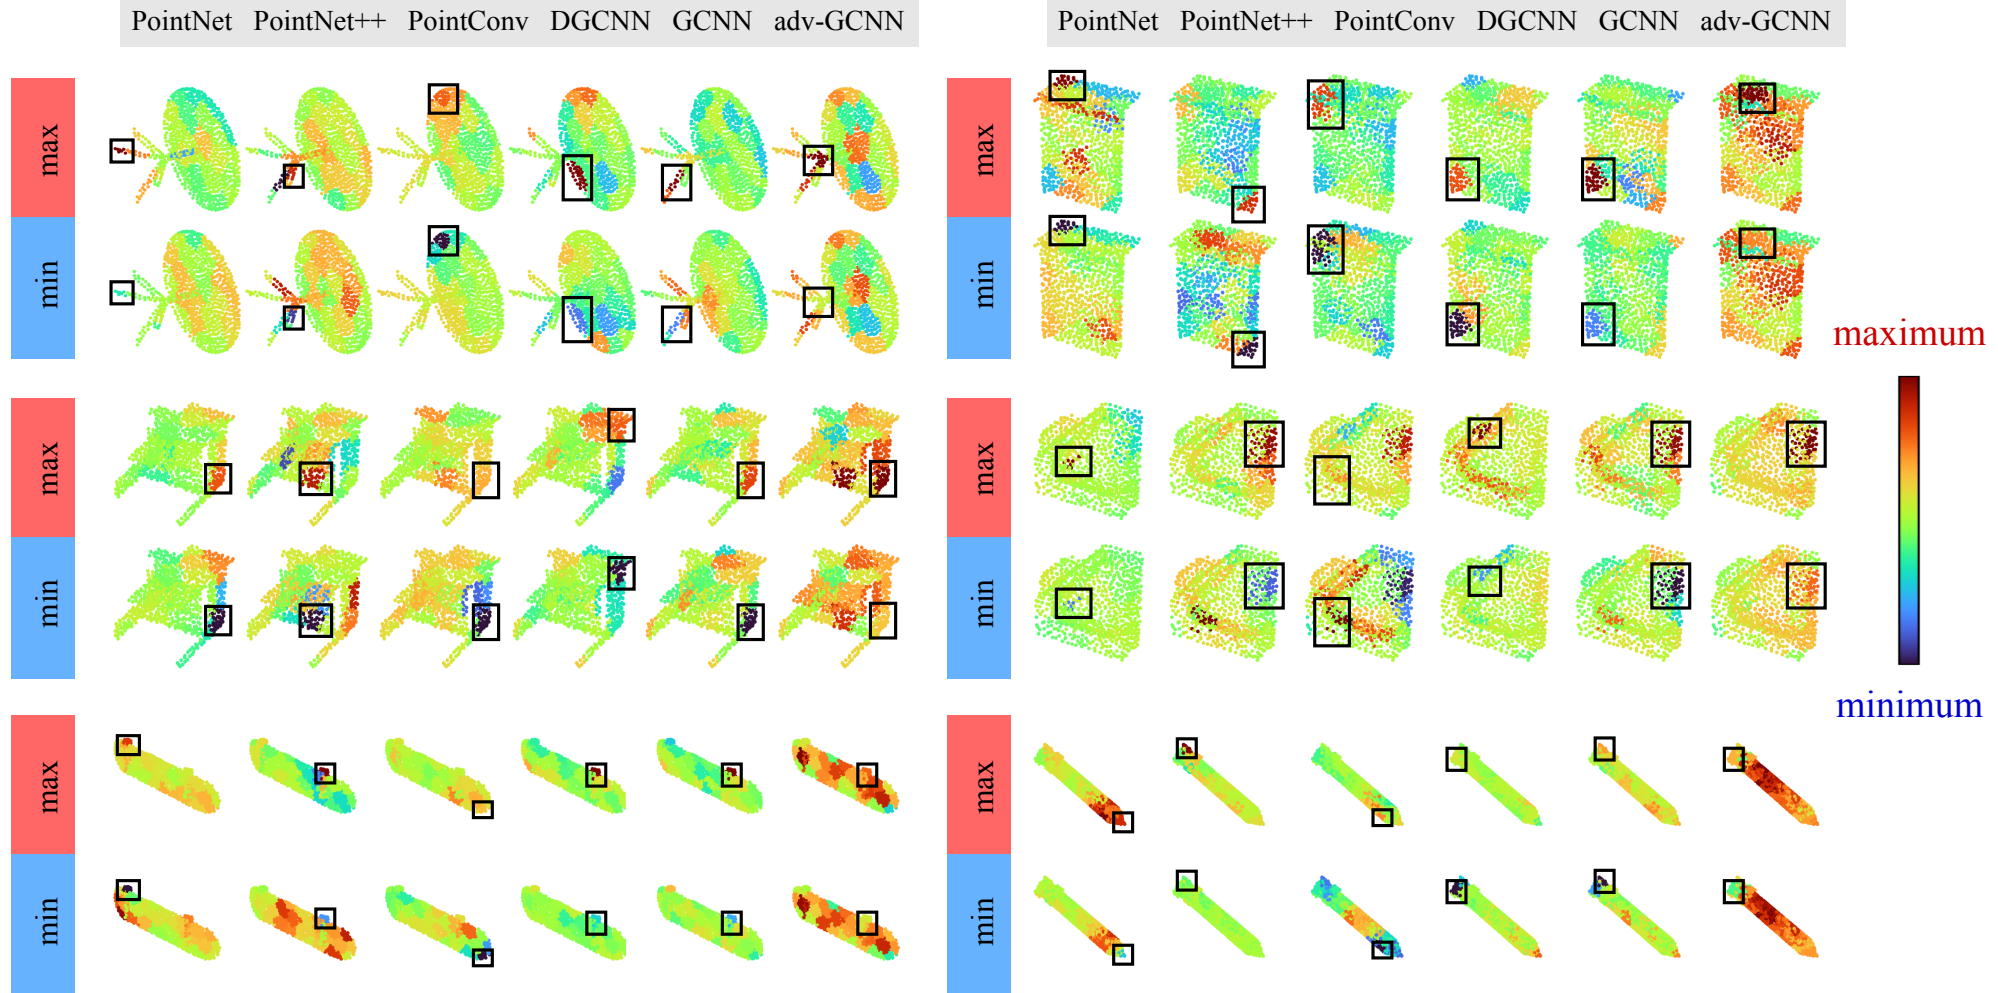 PointNet PointNet++ PointConv DGCNN GCNN adv-GCNN
PointNet PointNet++ PointConv DGCNN GCNN adv-GCNN
max
min
max
min
max
min
max
min
max
min
max
min
maximum
minimum